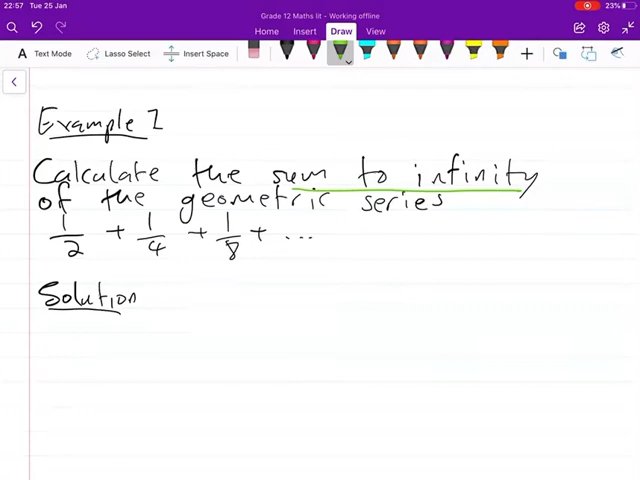 22:57 Tue 25 Jan
Grade 12 Maths lit – Working offline
23%
Home Insert Draw View
A Text Mode Lasso Select Insert Space
Example 1
Calculate the sum to infinity
of the geometric series
1/2 + 1/4 + 1/8 + ...
Solution